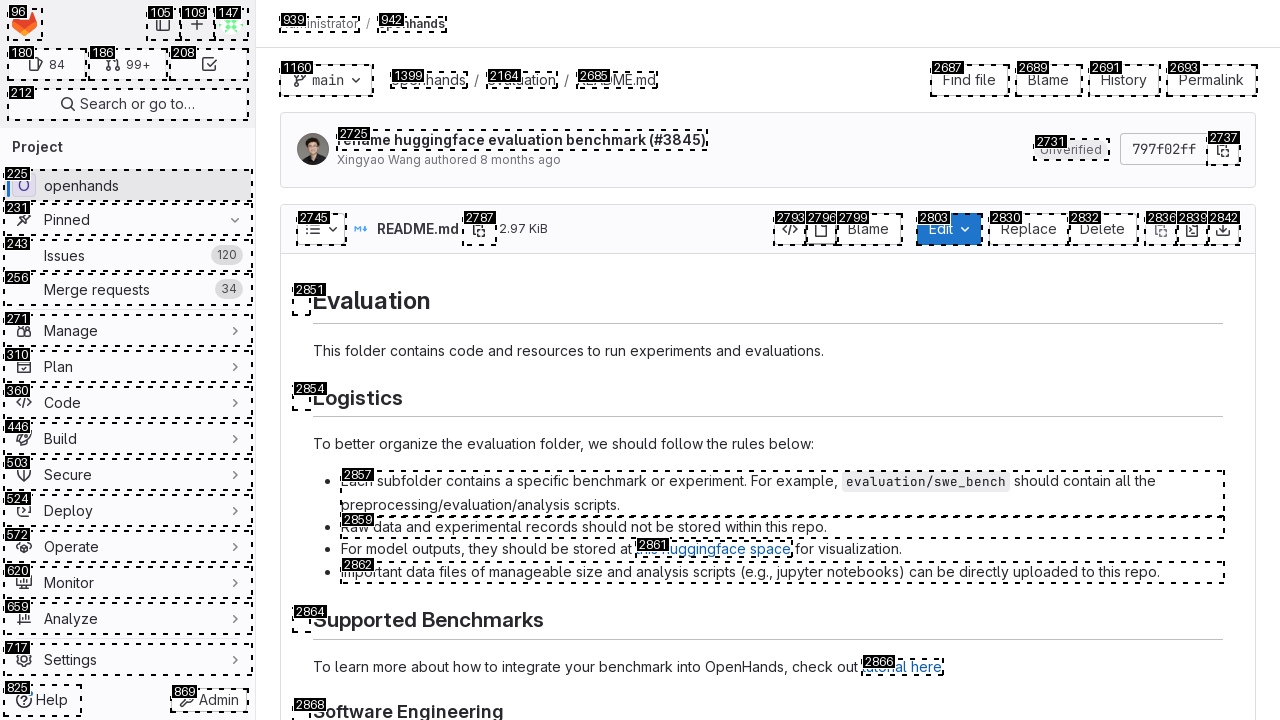 96
105
109
147
180
84
186
99+
208
212
Search or go to…
Project
225
O
openhands
231
Pinned
243
Issues
120
256
Merge requests
34
271
Manage
310
Plan
360
Code
446
Build
503
Secure
524
Deploy
572
Operate
620
Monitor
659
Analyze
717
Settings
825
Help
869
Admin
939
/
942
1160
main
1399
/
2164
/
2685
2687
Find file
2689
Blame
2691
History
2693
Permalink
2725
rename huggingface evaluation benchmark (#3845)
Xingyao Wang authored 8 months ago
2731
Unverified
797f02ff
2737
2745
README.md
2787
2.97 KiB
2793
2796
2799
Blame
2803
Edit
2830
Replace
2832
Delete
2836
2839
2842
2851
Evaluation
This folder contains code and resources to run experiments and evaluations.
2854
Logistics
To better organize the evaluation folder, we should follow the rules below:
2857
Each subfolder contains a specific benchmark or experiment. For example, evaluation/swe_bench should contain all the
preprocessing/evaluation/analysis scripts.
2859
Raw data and experimental records should not be stored within this repo.
2861
For model outputs, they should be stored at this huggingface space for visualization.
2862
Important data files of manageable size and analysis scripts (e.g., jupyter notebooks) can be directly uploaded to this repo.
2864
Supported Benchmarks
2866
To learn more about how to integrate your benchmark into OpenHands, check out tutorial here
2868
Software Engineering